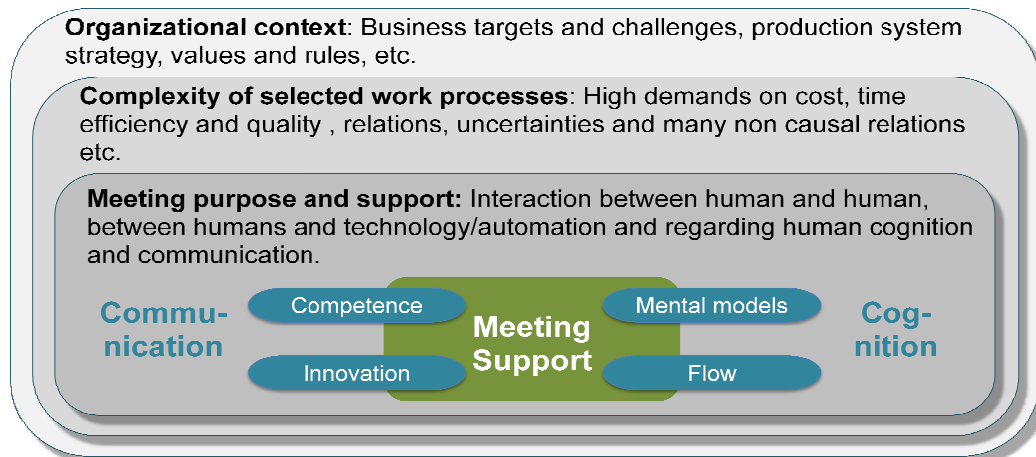 Organizational context: Business targets and challenges, production system
strategy, values and rules, etc.
Complexity of selected work processes: High demands on cost, time
efficiency and quality , relations, uncertainties and many non causal relations
etc.
Meeting purpose and support: Interaction between human and human,
between humans and technology/automation and regarding human cognition
and communication.
Commu-
nication
Competence
Innovation
Meeting
Support
Mental models
Flow
Cog-
nition